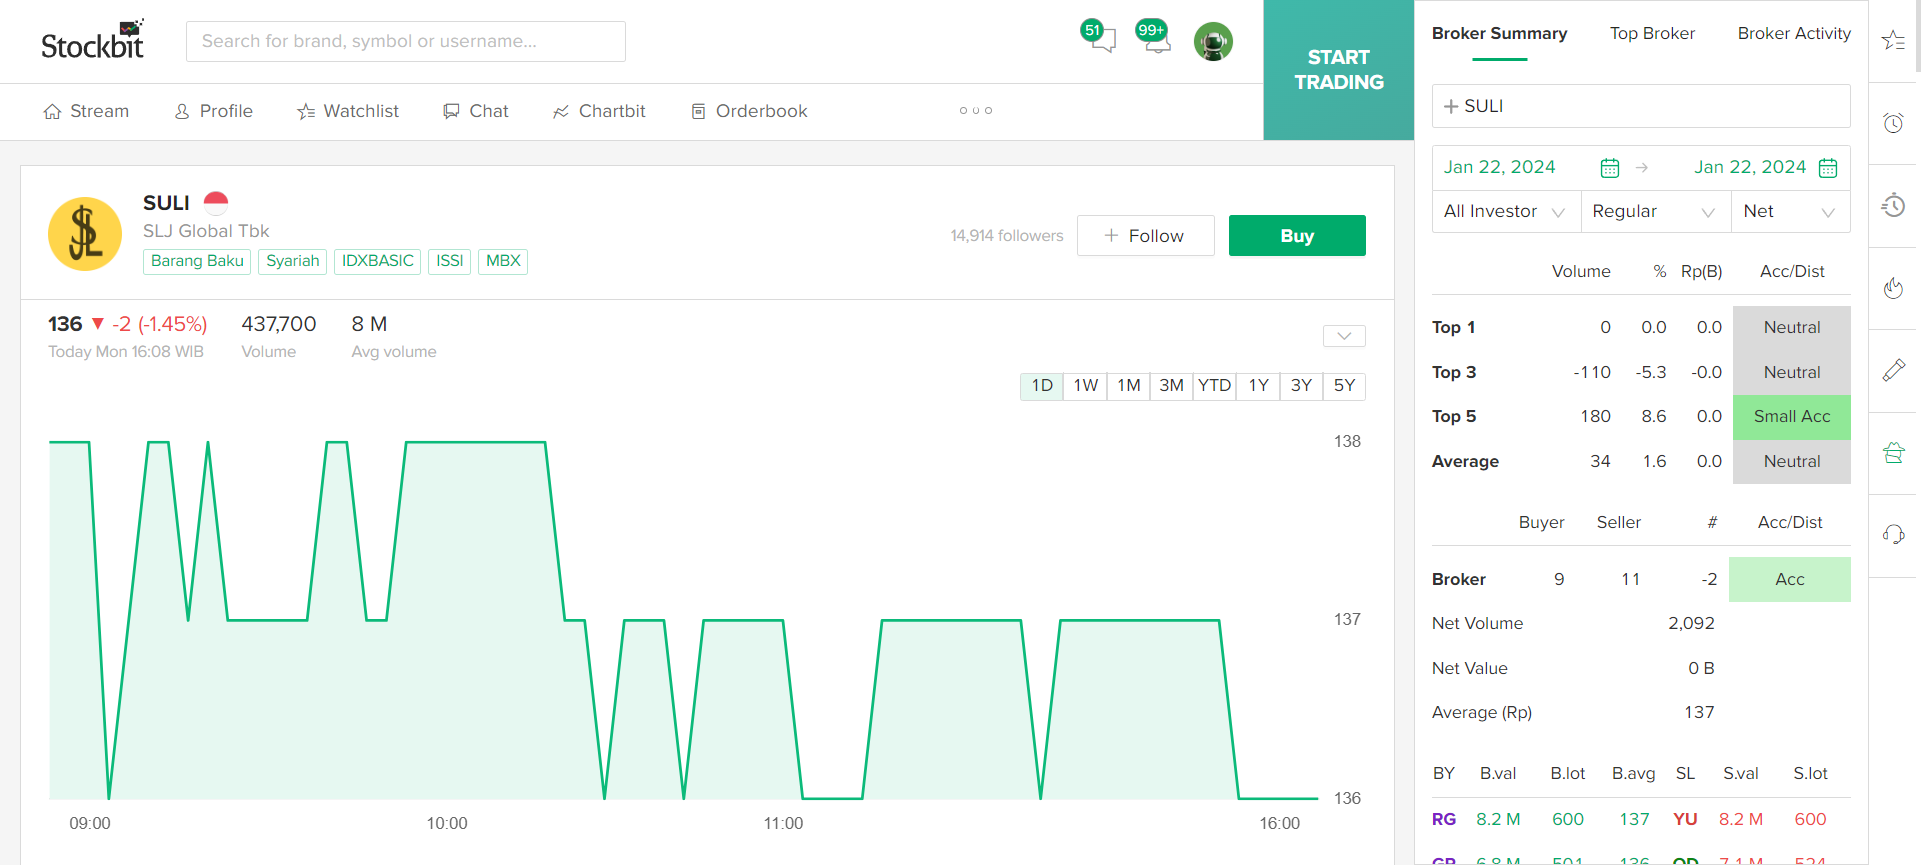 Stockbit
Search for brand, symbol or username...
51
99+
START
TRADING
Stream
Profile
Watchlist
Chat
Chartbit
Orderbook
SULI
SLJ Global Tbk
Barang Baku
Syariah
IDXBASIC
ISSI
MBX
14,914 followers
+ Follow
Buy
136 ▼ -2 (-1.45%)
437,700
8 M
Today Mon 16:08 WIB
Volume
Avg volume
1D 1W 1M 3M YTD 1Y 3Y 5Y
138
137
136
09:00 10:00 11:00 16:00
Broker Summary Top Broker Broker Activity
+ SULI
Jan 22, 2024 → Jan 22, 2024
All Investor Regular Net
Volume % Rp(B) Acc/Dist
Top 1 0 0.0 0.0 Neutral
Top 3 -110 -5.3 -0.0 Neutral
Top 5 180 8.6 0.0 Small Acc
Average 34 1.6 0.0 Neutral
Buyer Seller # Acc/Dist
Broker 9 11 -2 Acc
Net Volume 2,092
Net Value 0 B
Average (Rp) 137
BY B.val B.lot B.avg SL S.val S.lot
RG 8.2 M 600 137 YU 8.2 M 600
6.8 M 501 136 7.1 M 524